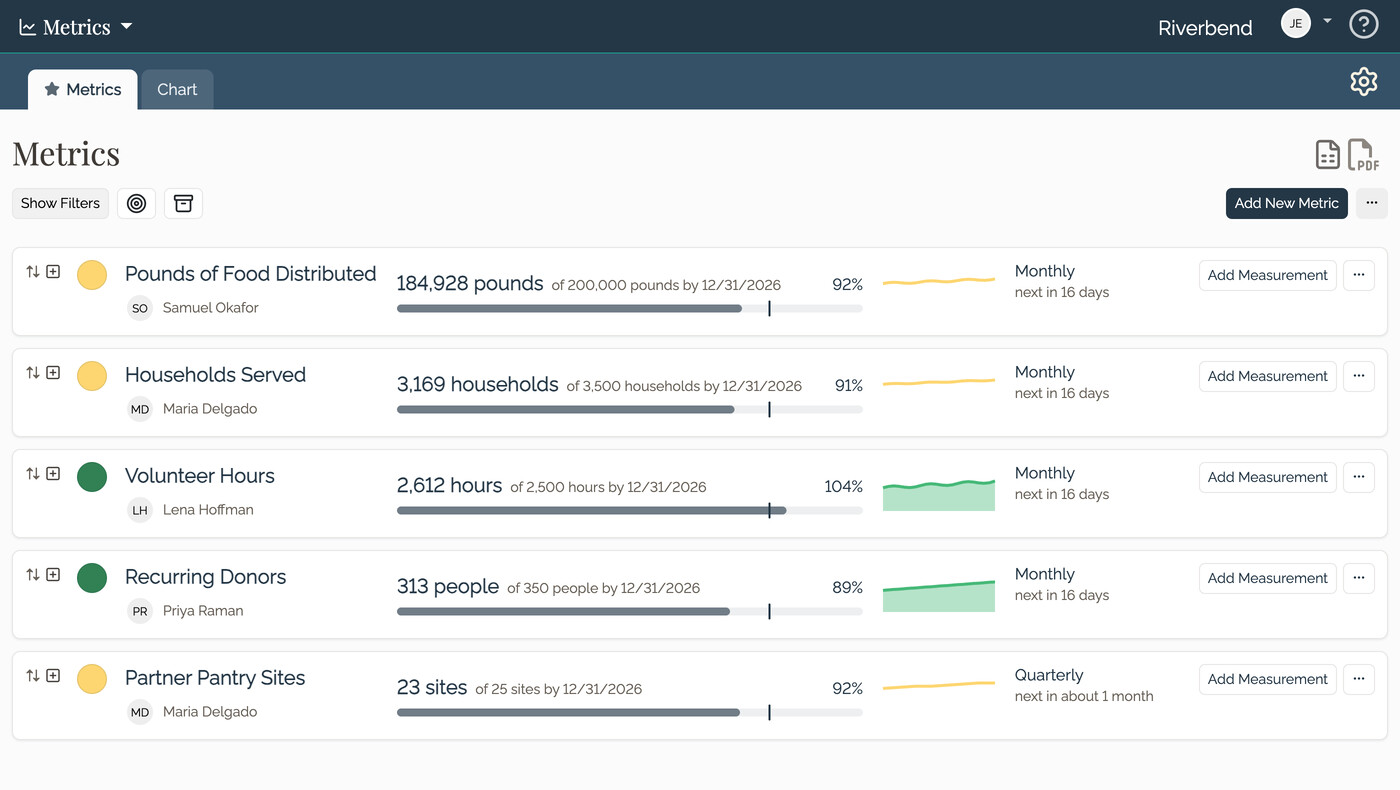 Metrics
Riverbend
JE
Metrics
Chart
Metrics
PDF
Show Filters
Add New Metric
Pounds of Food Distributed
SO Samuel Okafor
184,928 pounds of 200,000 pounds by 12/31/2026 92%
Monthly
next in 16 days
Add Measurement
Households Served
MD Maria Delgado
3,169 households of 3,500 households by 12/31/2026 91%
Monthly
next in 16 days
Add Measurement
Volunteer Hours
LH Lena Hoffman
2,612 hours of 2,500 hours by 12/31/2026 104%
Monthly
next in 16 days
Add Measurement
Recurring Donors
PR Priya Raman
313 people of 350 people by 12/31/2026 89%
Monthly
next in 16 days
Add Measurement
Partner Pantry Sites
MD Maria Delgado
23 sites of 25 sites by 12/31/2026 92%
Quarterly
next in about 1 month
Add Measurement